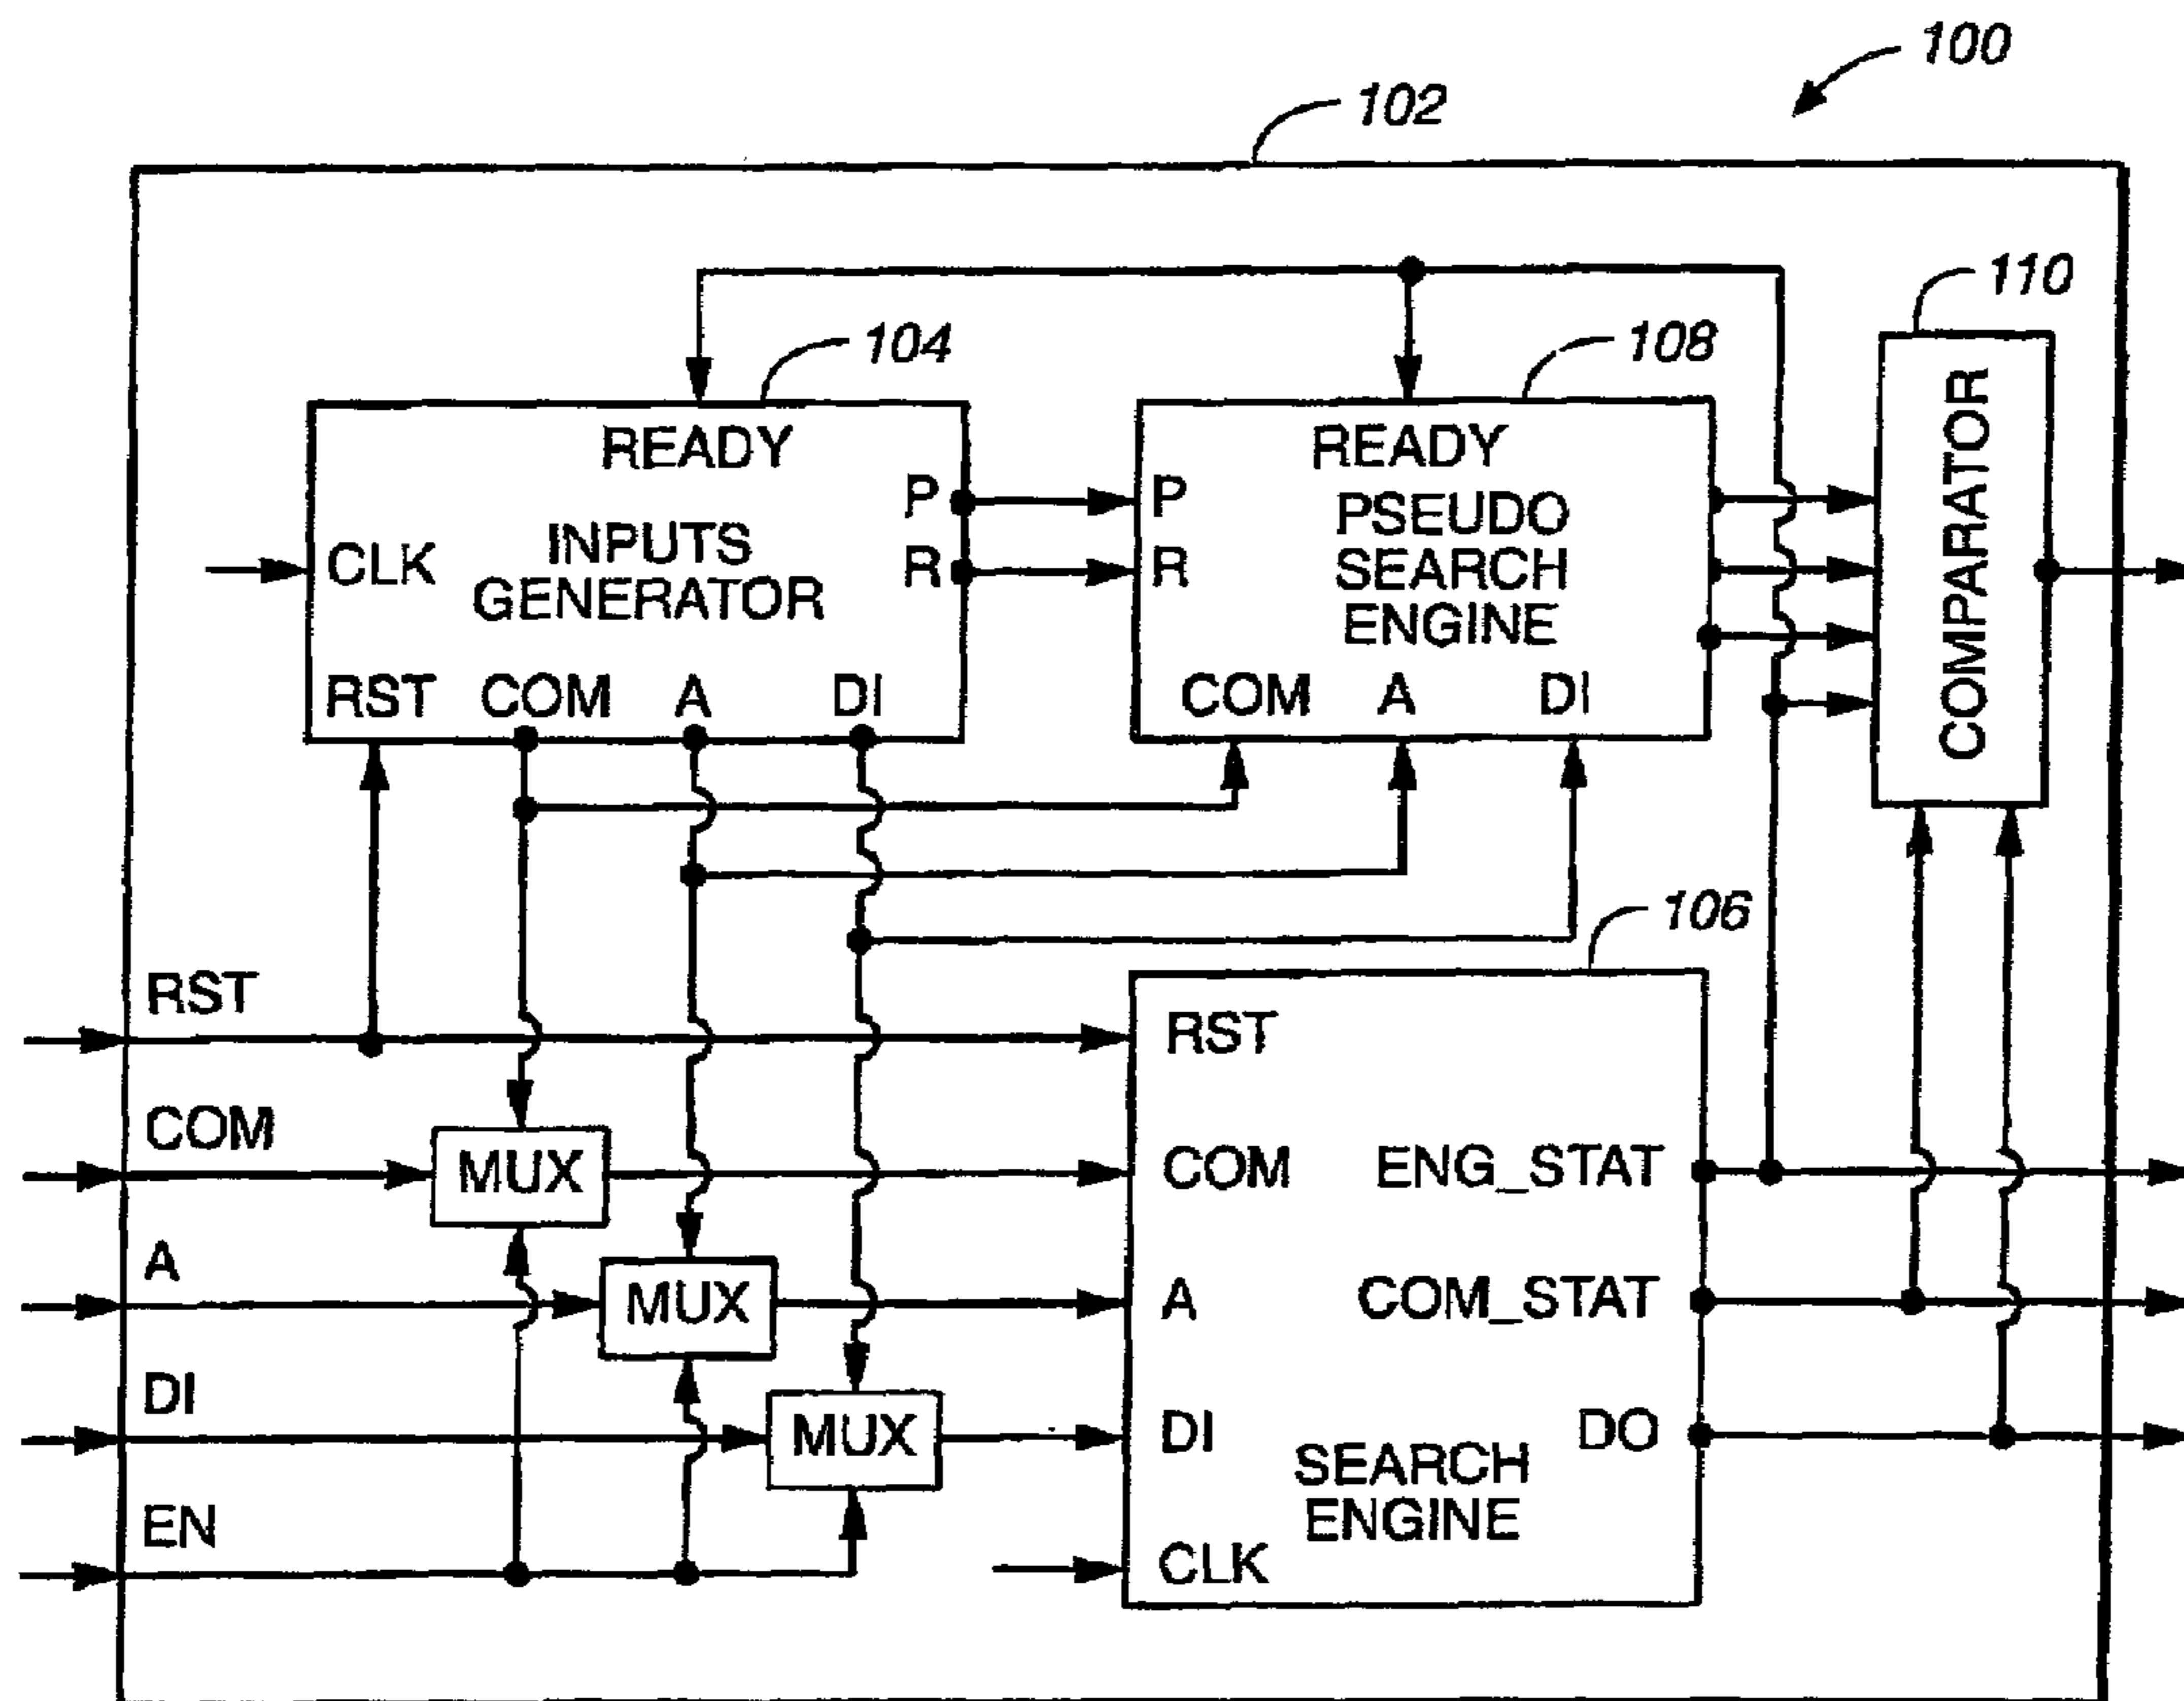 100
102
110
104
108
READY
P
R
CLK
INPUTS
GENERATOR
RST COM A DI
READY
P
R
PSEUDO
SEARCH
ENGINE
COM A DI
COMPARATOR
106
RST
COM
A
DI
EN
MUX
MUX
MUX
RST
COM
A
DI
CLK
ENG_STAT
COM_STAT
DO
SEARCH
ENGINE